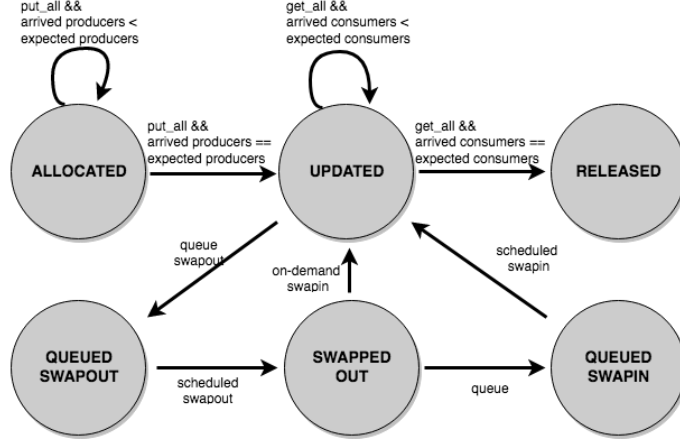 put_all &&
arrived producers <
expected producers
get_all &&
arrived consumers <
expected consumers
put_all &&
arrived producers ==
expected producers
get_all &&
arrived consumers ==
expected consumers
ALLOCATED
UPDATED
RELEASED
queue
swapout
on-demand
swapin
scheduled
swapin
QUEUED
SWAPOUT
scheduled
swapout
SWAPPED
OUT
queue
QUEUED
SWAPIN